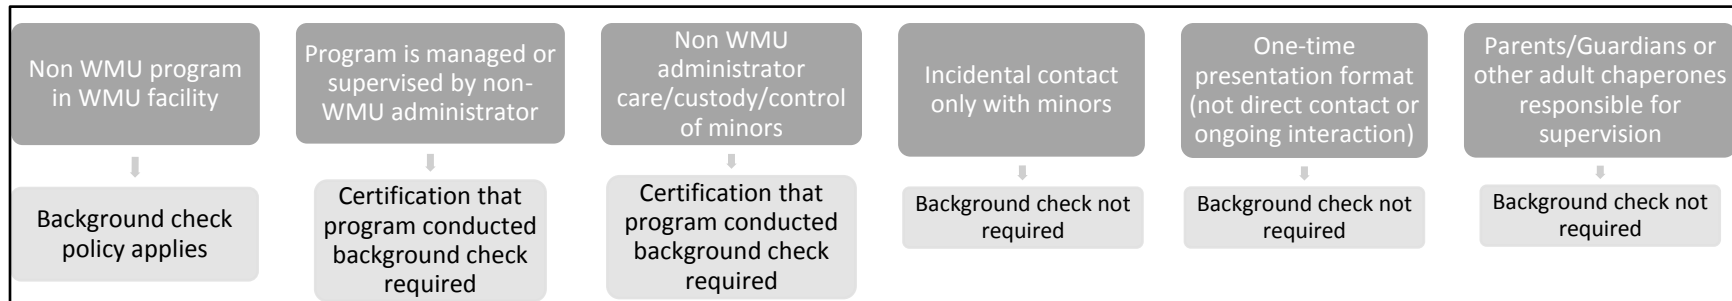 Non WMU program
in WMU facility
Background check
policy applies
Program is managed or
supervised by non-
WMU administrator
Certification that
program conducted
background check
required
Non WMU
administrator
care/custody/control
of minors
Certification that
program conducted
background check
required
Incidental contact
only with minors
Background check not
required
One-time
presentation format
(not direct contact or
ongoing interaction)
Background check not
required
Parents/Guardians or
other adult chaperones
responsible for
supervision
Background check not
required